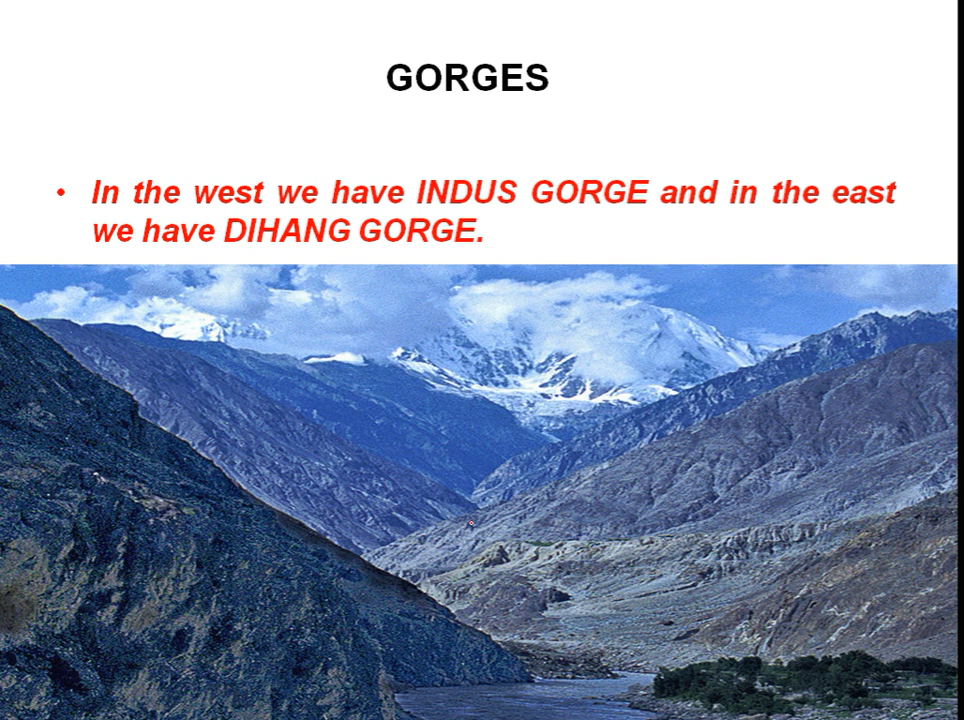 GORGES
• In the west we have INDUS GORGE and in the east
we have DIHANG GORGE.